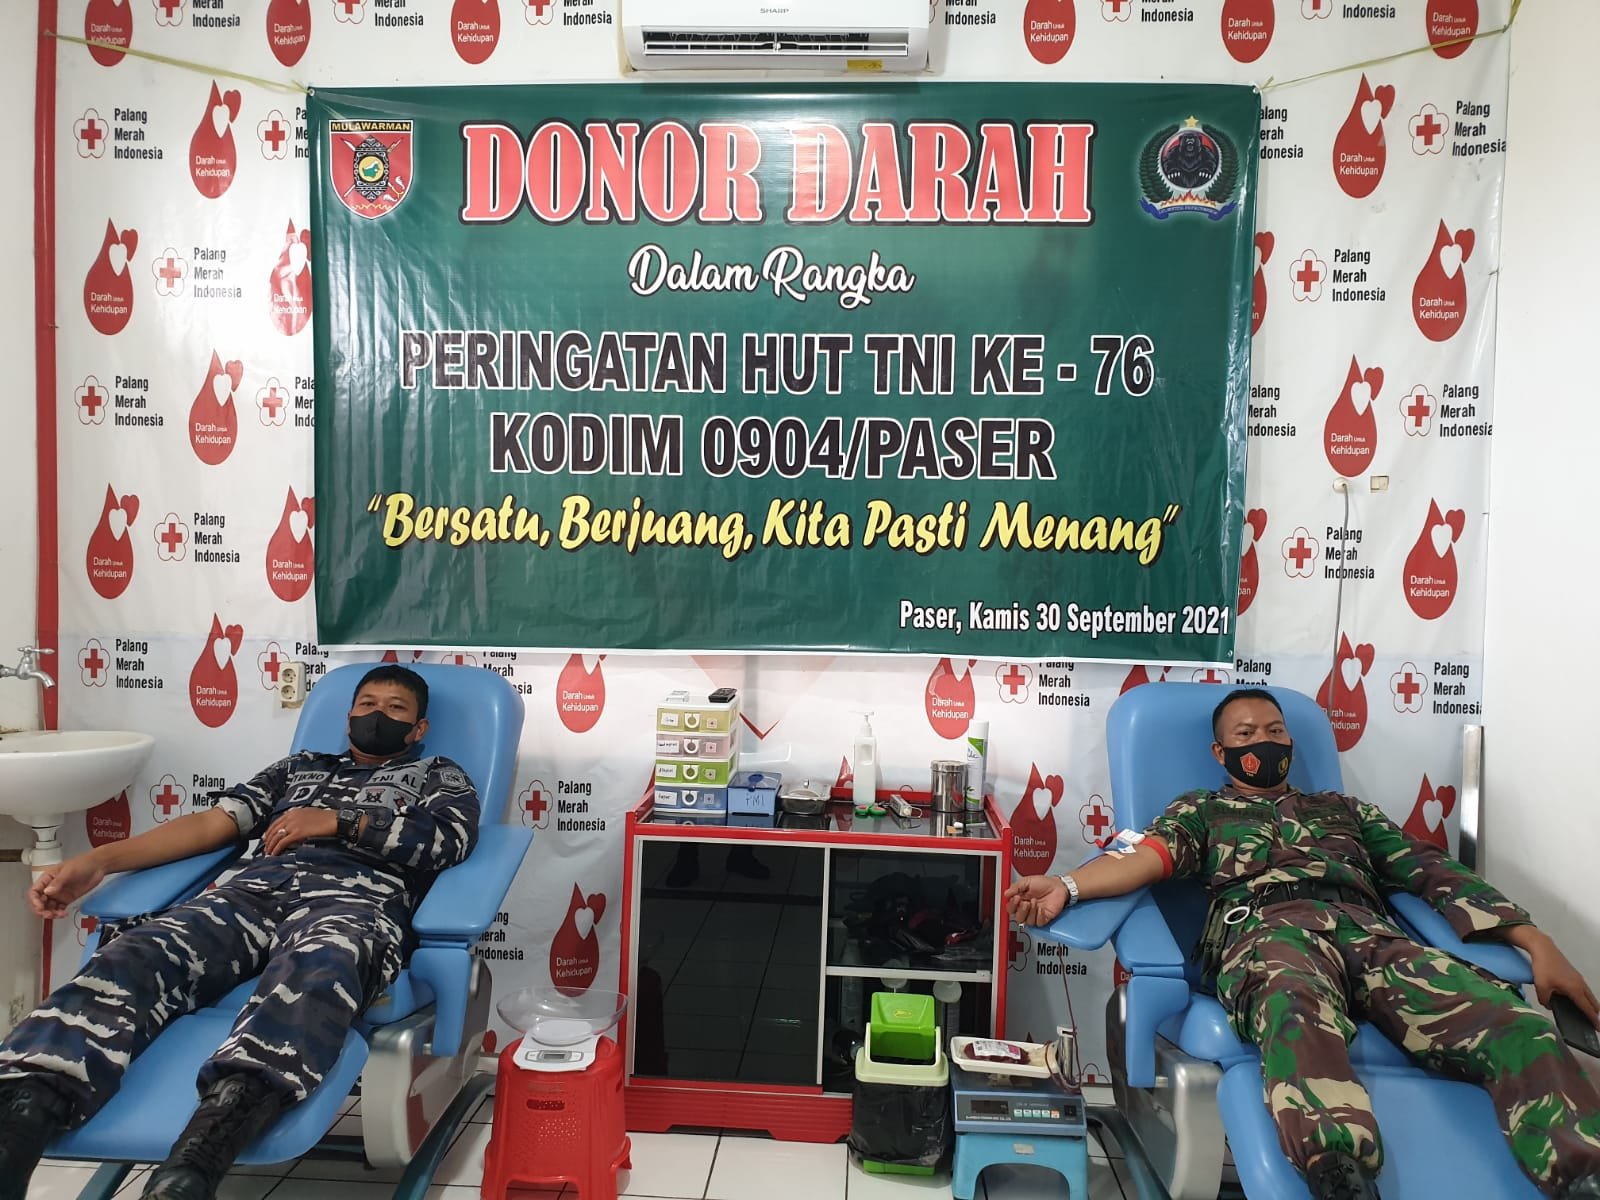 SHARP
MULAWARMAN
DONOR DARAH
Dalam Rangka
PERINGATAN HUT TNI KE - 76
KODIM 0904/PASER
"Bersatu, Berjuang, Kita Pasti Menang"
Paser, Kamis 30 September 2021
Palang
Merah
Indonesia
Darah Untuk
Kehidupan
TNI AL
PMI